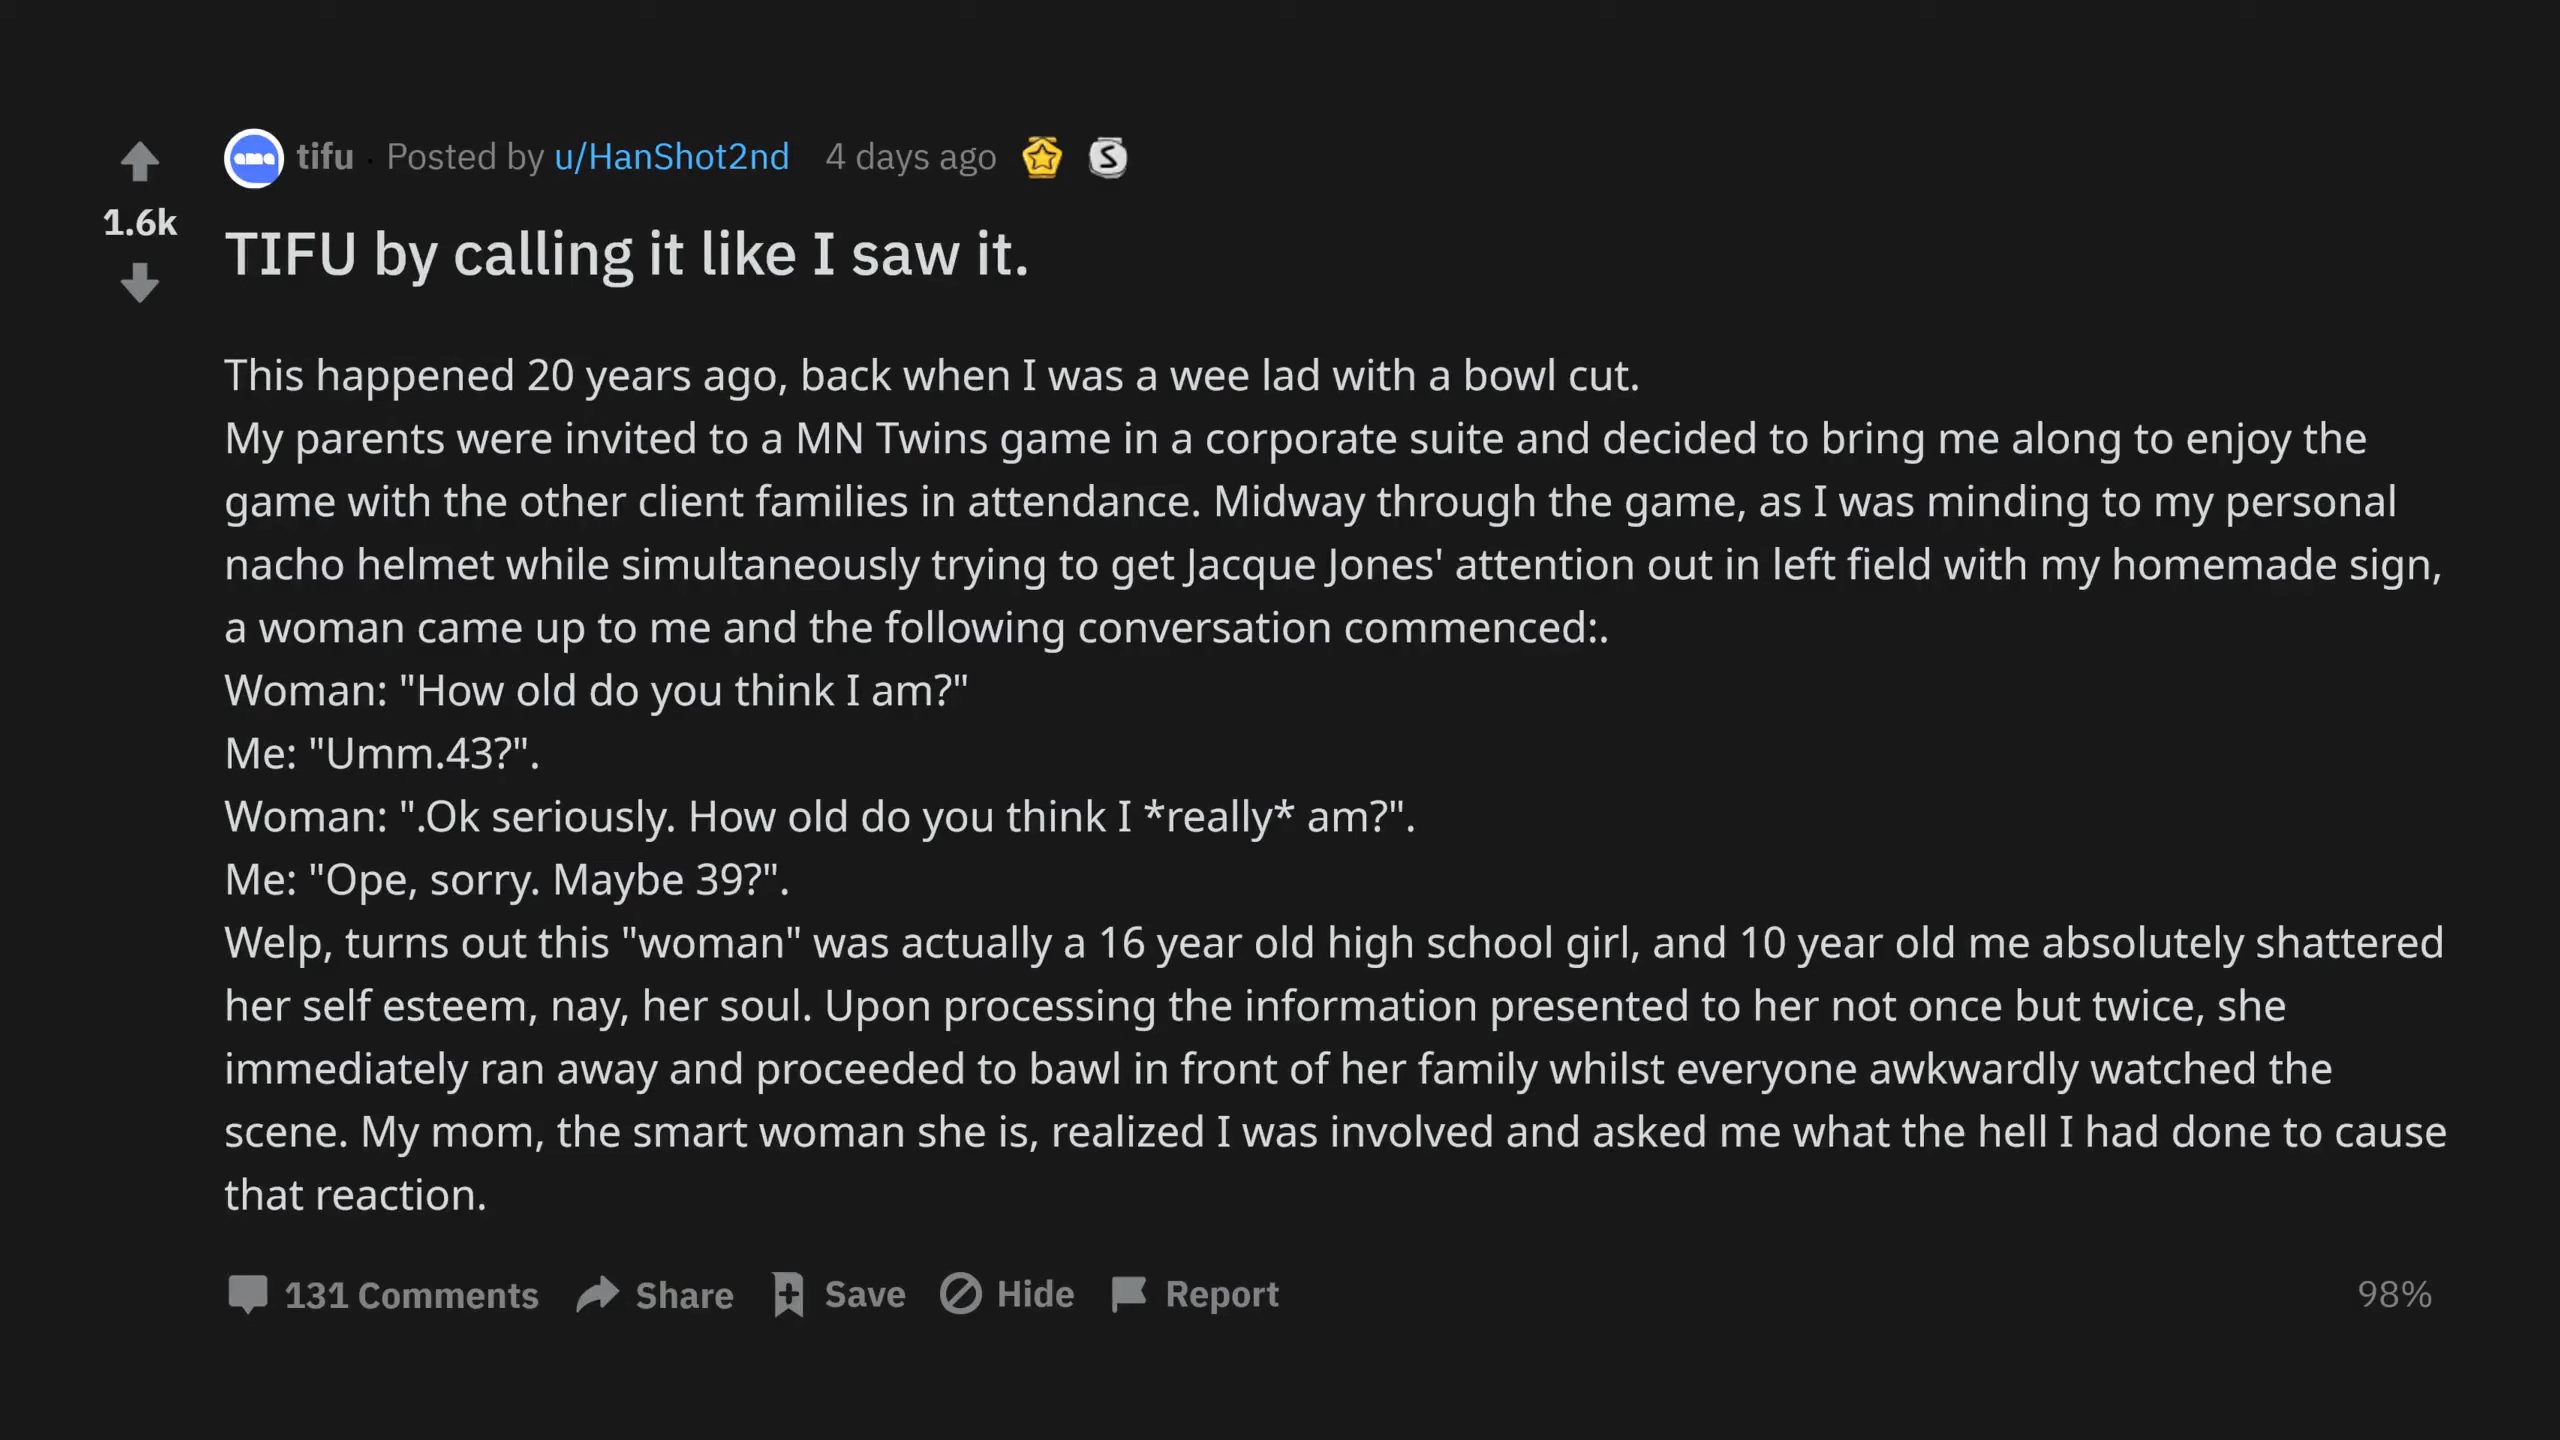 ama tifu · Posted by u/HanShot2nd 4 days ago S
1.6k
TIFU by calling it like I saw it.
This happened 20 years ago, back when I was a wee lad with a bowl cut.
My parents were invited to a MN Twins game in a corporate suite and decided to bring me along to enjoy the
game with the other client families in attendance. Midway through the game, as I was minding to my personal
nacho helmet while simultaneously trying to get Jacque Jones' attention out in left field with my homemade sign,
a woman came up to me and the following conversation commenced:.
Woman: "How old do you think I am?"
Me: "Umm.43?".
Woman: ".Ok seriously. How old do you think I *really* am?".
Me: "Ope, sorry. Maybe 39?".
Welp, turns out this "woman" was actually a 16 year old high school girl, and 10 year old me absolutely shattered
her self esteem, nay, her soul. Upon processing the information presented to her not once but twice, she
immediately ran away and proceeded to bawl in front of her family whilst everyone awkwardly watched the
scene. My mom, the smart woman she is, realized I was involved and asked me what the hell I had done to cause
that reaction.
131 Comments Share Save Hide Report 98%